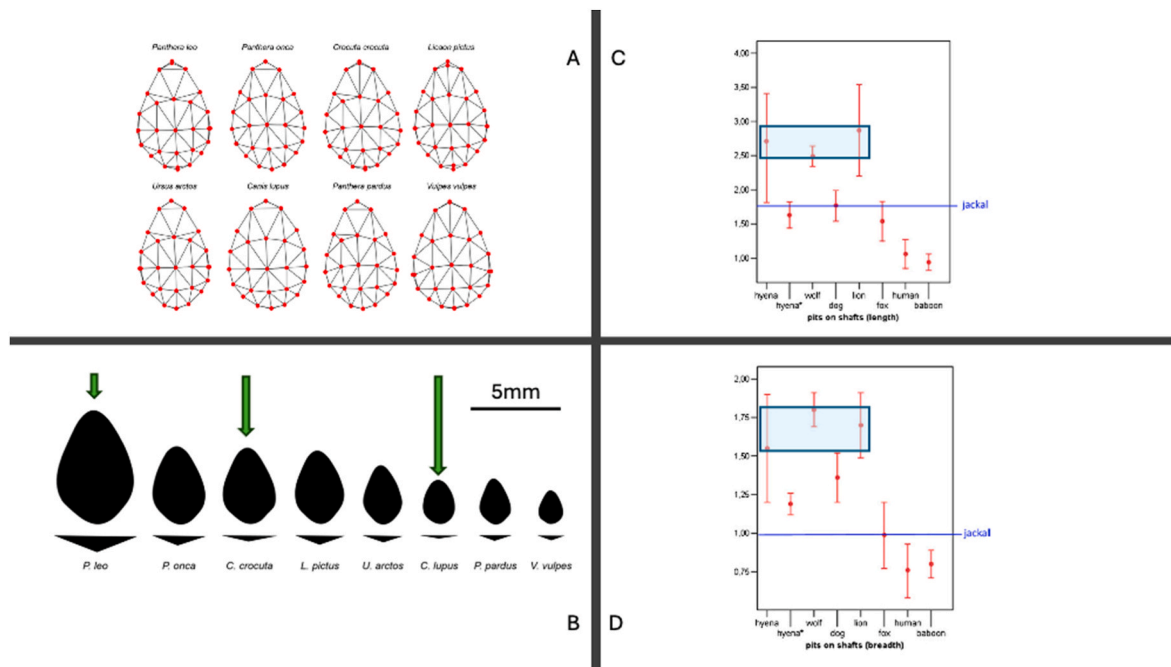 Panthera leo Panthera onca Crocuta crocuta Licaon pictus
A
Ursus arctos Canis lupus Panthera pardus Vulpes vulpes
C
4,00
3,50
3,00
2,50
2,00
1,50
1,00
jackal
hyena wolf lion human
hyena* dog fox baboon
pits on shafts (length)
5mm
P. leo P. onca C. crocuta L. pictus U. arctos C. lupus P. pardus V. vulpes
B
D
2,00
1,75
1,50
1,25
1,00
0,75
jackal
hyena wolf lion human
hyena* dog fox baboon
pits on shafts (breadth)